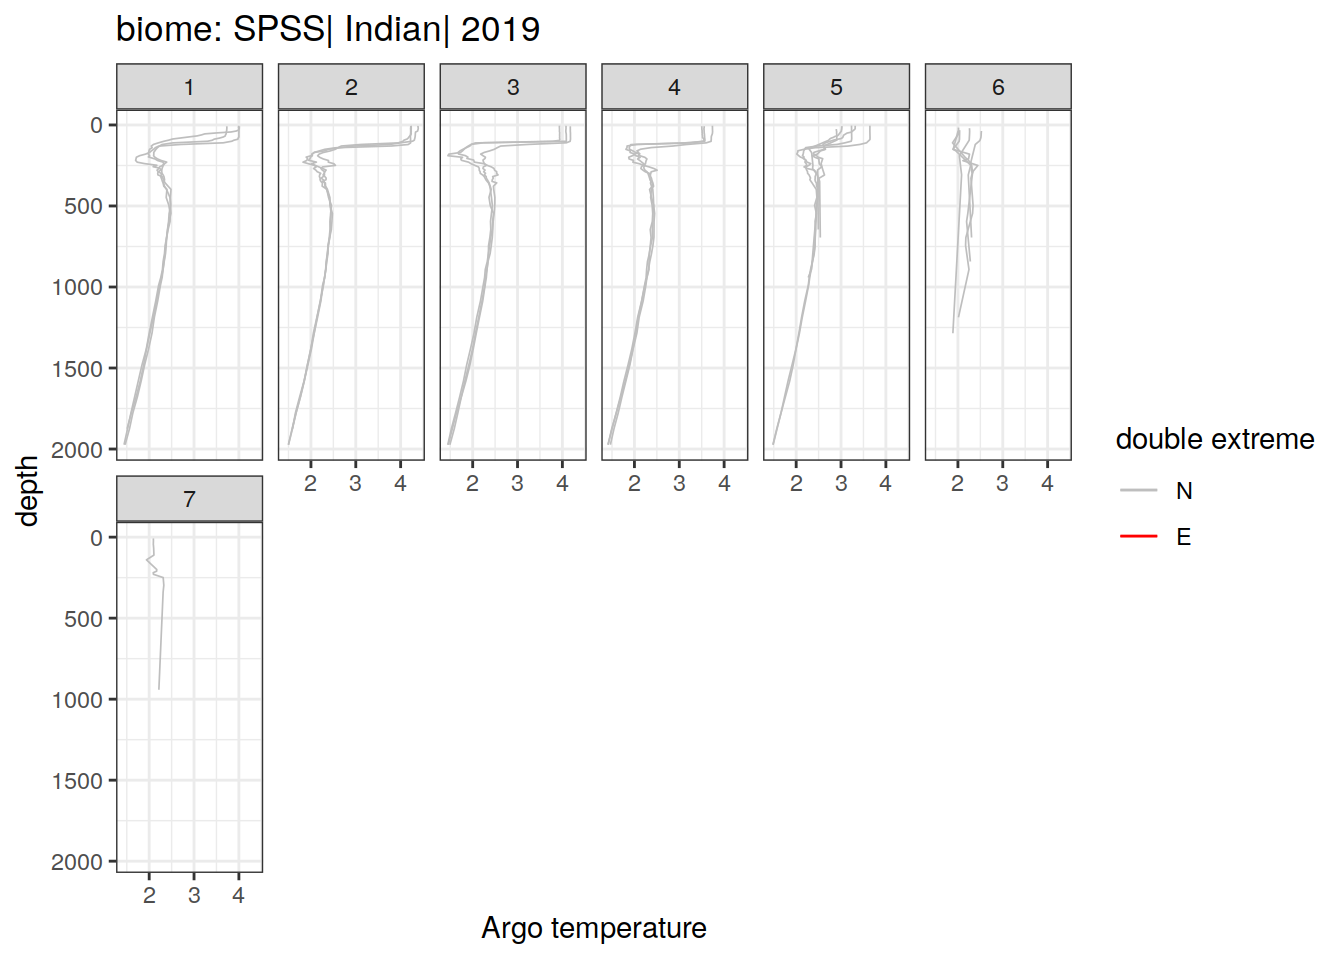 biome: SPSS| Indian| 2019
1 2 3 4 5 6
0
500
1000
1500
2000
2 3 4 2 3 4 2 3 4 2 3 4 2 3 4
7
0
500
1000
1500
2000
2 3 4
depth
Argo temperature
double extreme
N
E